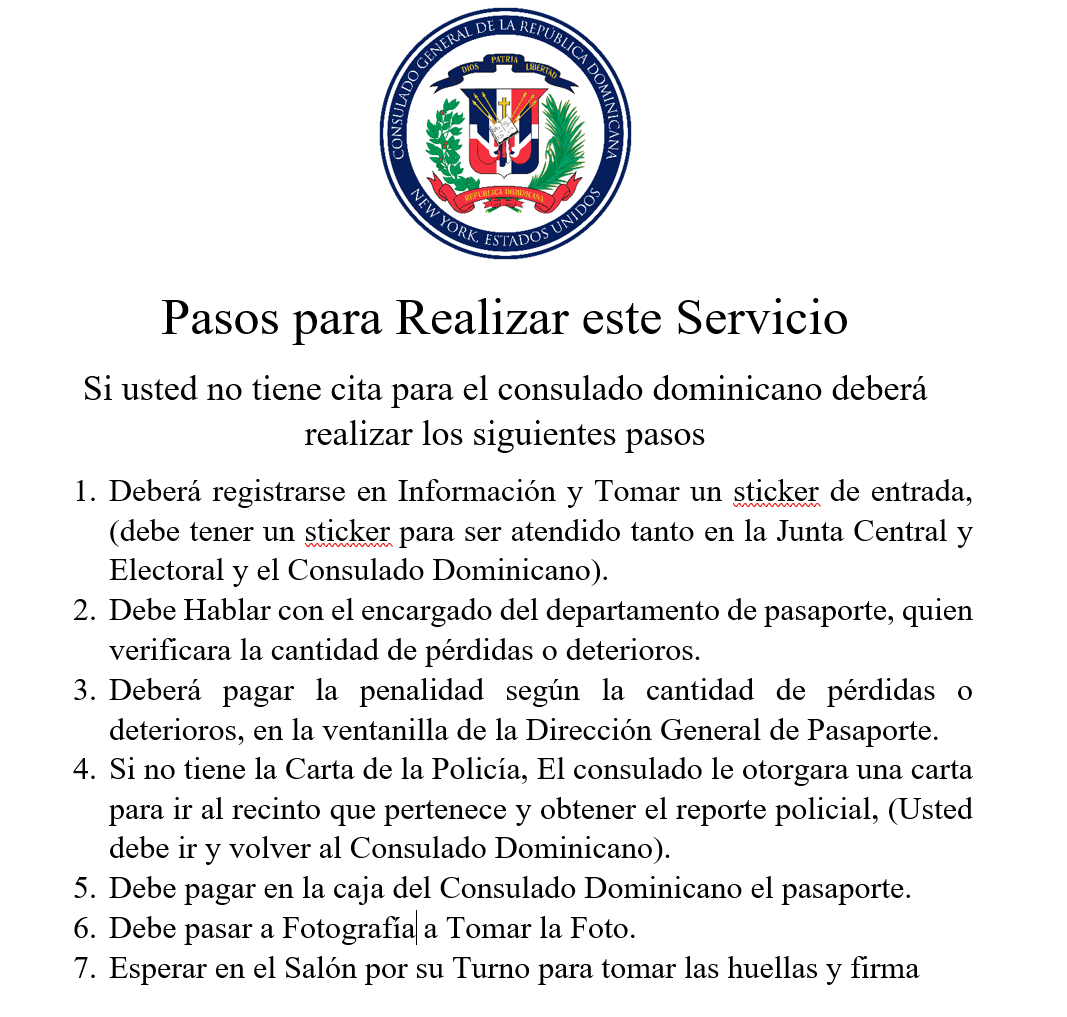 CONSULADO GENERAL DE LA REPÚBLICA DOMINICANA
DIOS PATRIA LIBERTAD
REPÚBLICA DOMINICANA
NEW YORK, ESTADOS UNIDOS
Pasos para Realizar este Servicio
Si usted no tiene cita para el consulado dominicano deberá
realizar los siguientes pasos
1. Deberá registrarse en Información y Tomar un sticker de entrada,
(debe tener un sticker para ser atendido tanto en la Junta Central y
Electoral y el Consulado Dominicano).
2. Debe Hablar con el encargado del departamento de pasaporte, quien
verificara la cantidad de pérdidas o deterioros.
3. Deberá pagar la penalidad según la cantidad de pérdidas o
deterioros, en la ventanilla de la Dirección General de Pasaporte.
4. Si no tiene la Carta de la Policía, El consulado le otorgara una carta
para ir al recinto que pertenece y obtener el reporte policial, (Usted
debe ir y volver al Consulado Dominicano).
5. Debe pagar en la caja del Consulado Dominicano el pasaporte.
6. Debe pasar a Fotografía a Tomar la Foto.
7. Esperar en el Salón por su Turno para tomar las huellas y firma